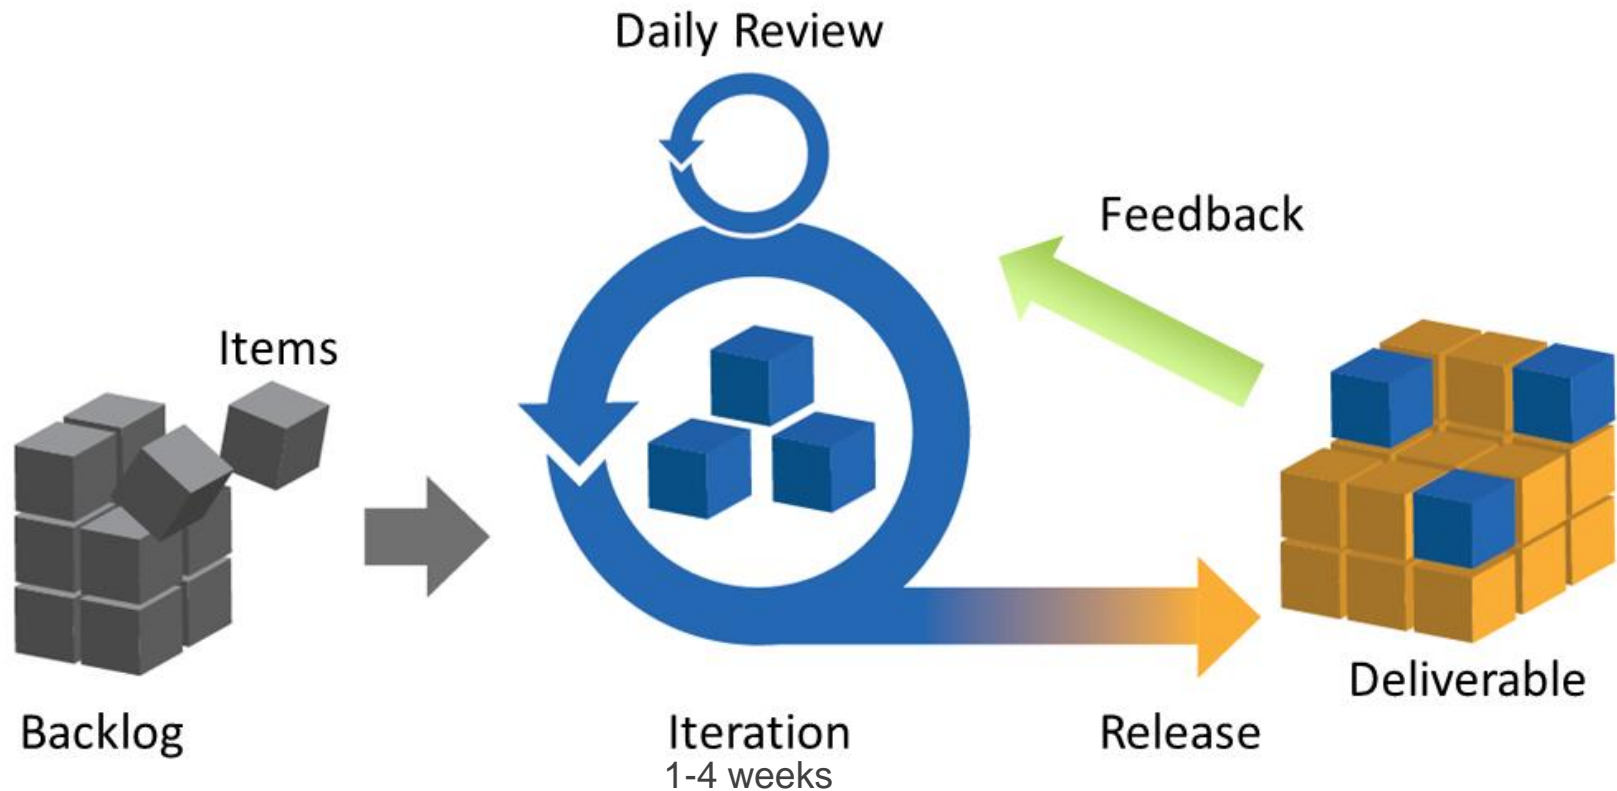 Daily Review
Feedback
Items
Deliverable
Backlog
Iteration
1-4 weeks
Release